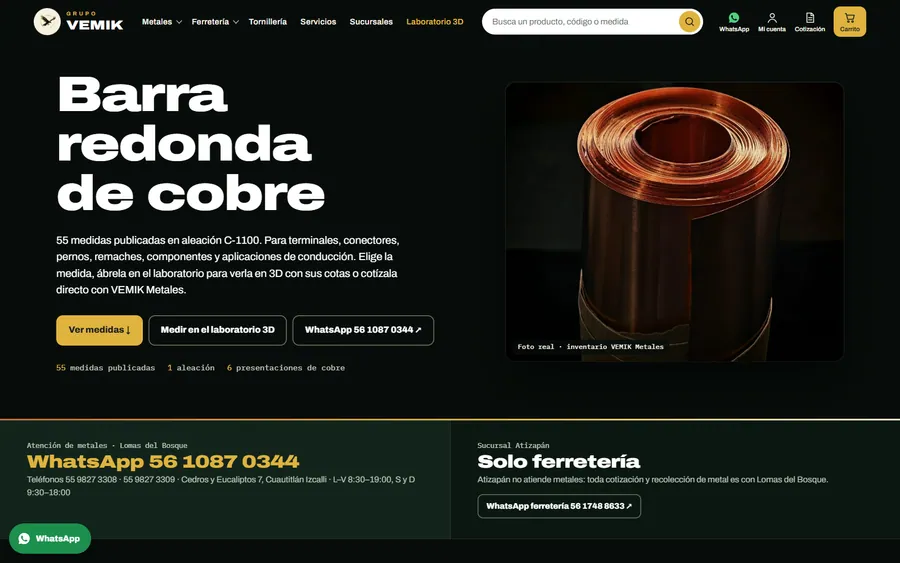 GRUPO
VEMIK
Metales
Ferretería
Tornillería
Servicios
Sucursales
Laboratorio 3D
Busca un producto, código o medida
WhatsApp
Mi cuenta
Cotización
Carrito
Barra
redonda
de cobre
55 medidas publicadas en aleación C-1100. Para terminales, conectores,
pernos, remaches, componentes y aplicaciones de conducción. Elige la
medida, ábrela en el laboratorio para verla en 3D con sus cotas o cotízala
directo con VEMIK Metales.
Ver medidas ↓
Medir en el laboratorio 3D
WhatsApp 56 1087 0344 ↗
55 medidas publicadas 1 aleación 6 presentaciones de cobre
Foto real · inventario VEMIK Metales
Atención de metales · Lomas del Bosque
WhatsApp 56 1087 0344
Teléfonos 55 9827 3308 · 55 9827 3309 · Cedros y Eucaliptos 7, Cuautitlán Izcalli · L–V 8:30–19:00, S y D
9:30–18:00
Sucursal Atizapán
Solo ferretería
Atizapán no atiende metales: toda cotización y recolección de metal es con Lomas del Bosque.
WhatsApp ferretería 56 1748 8633 ↗
WhatsApp